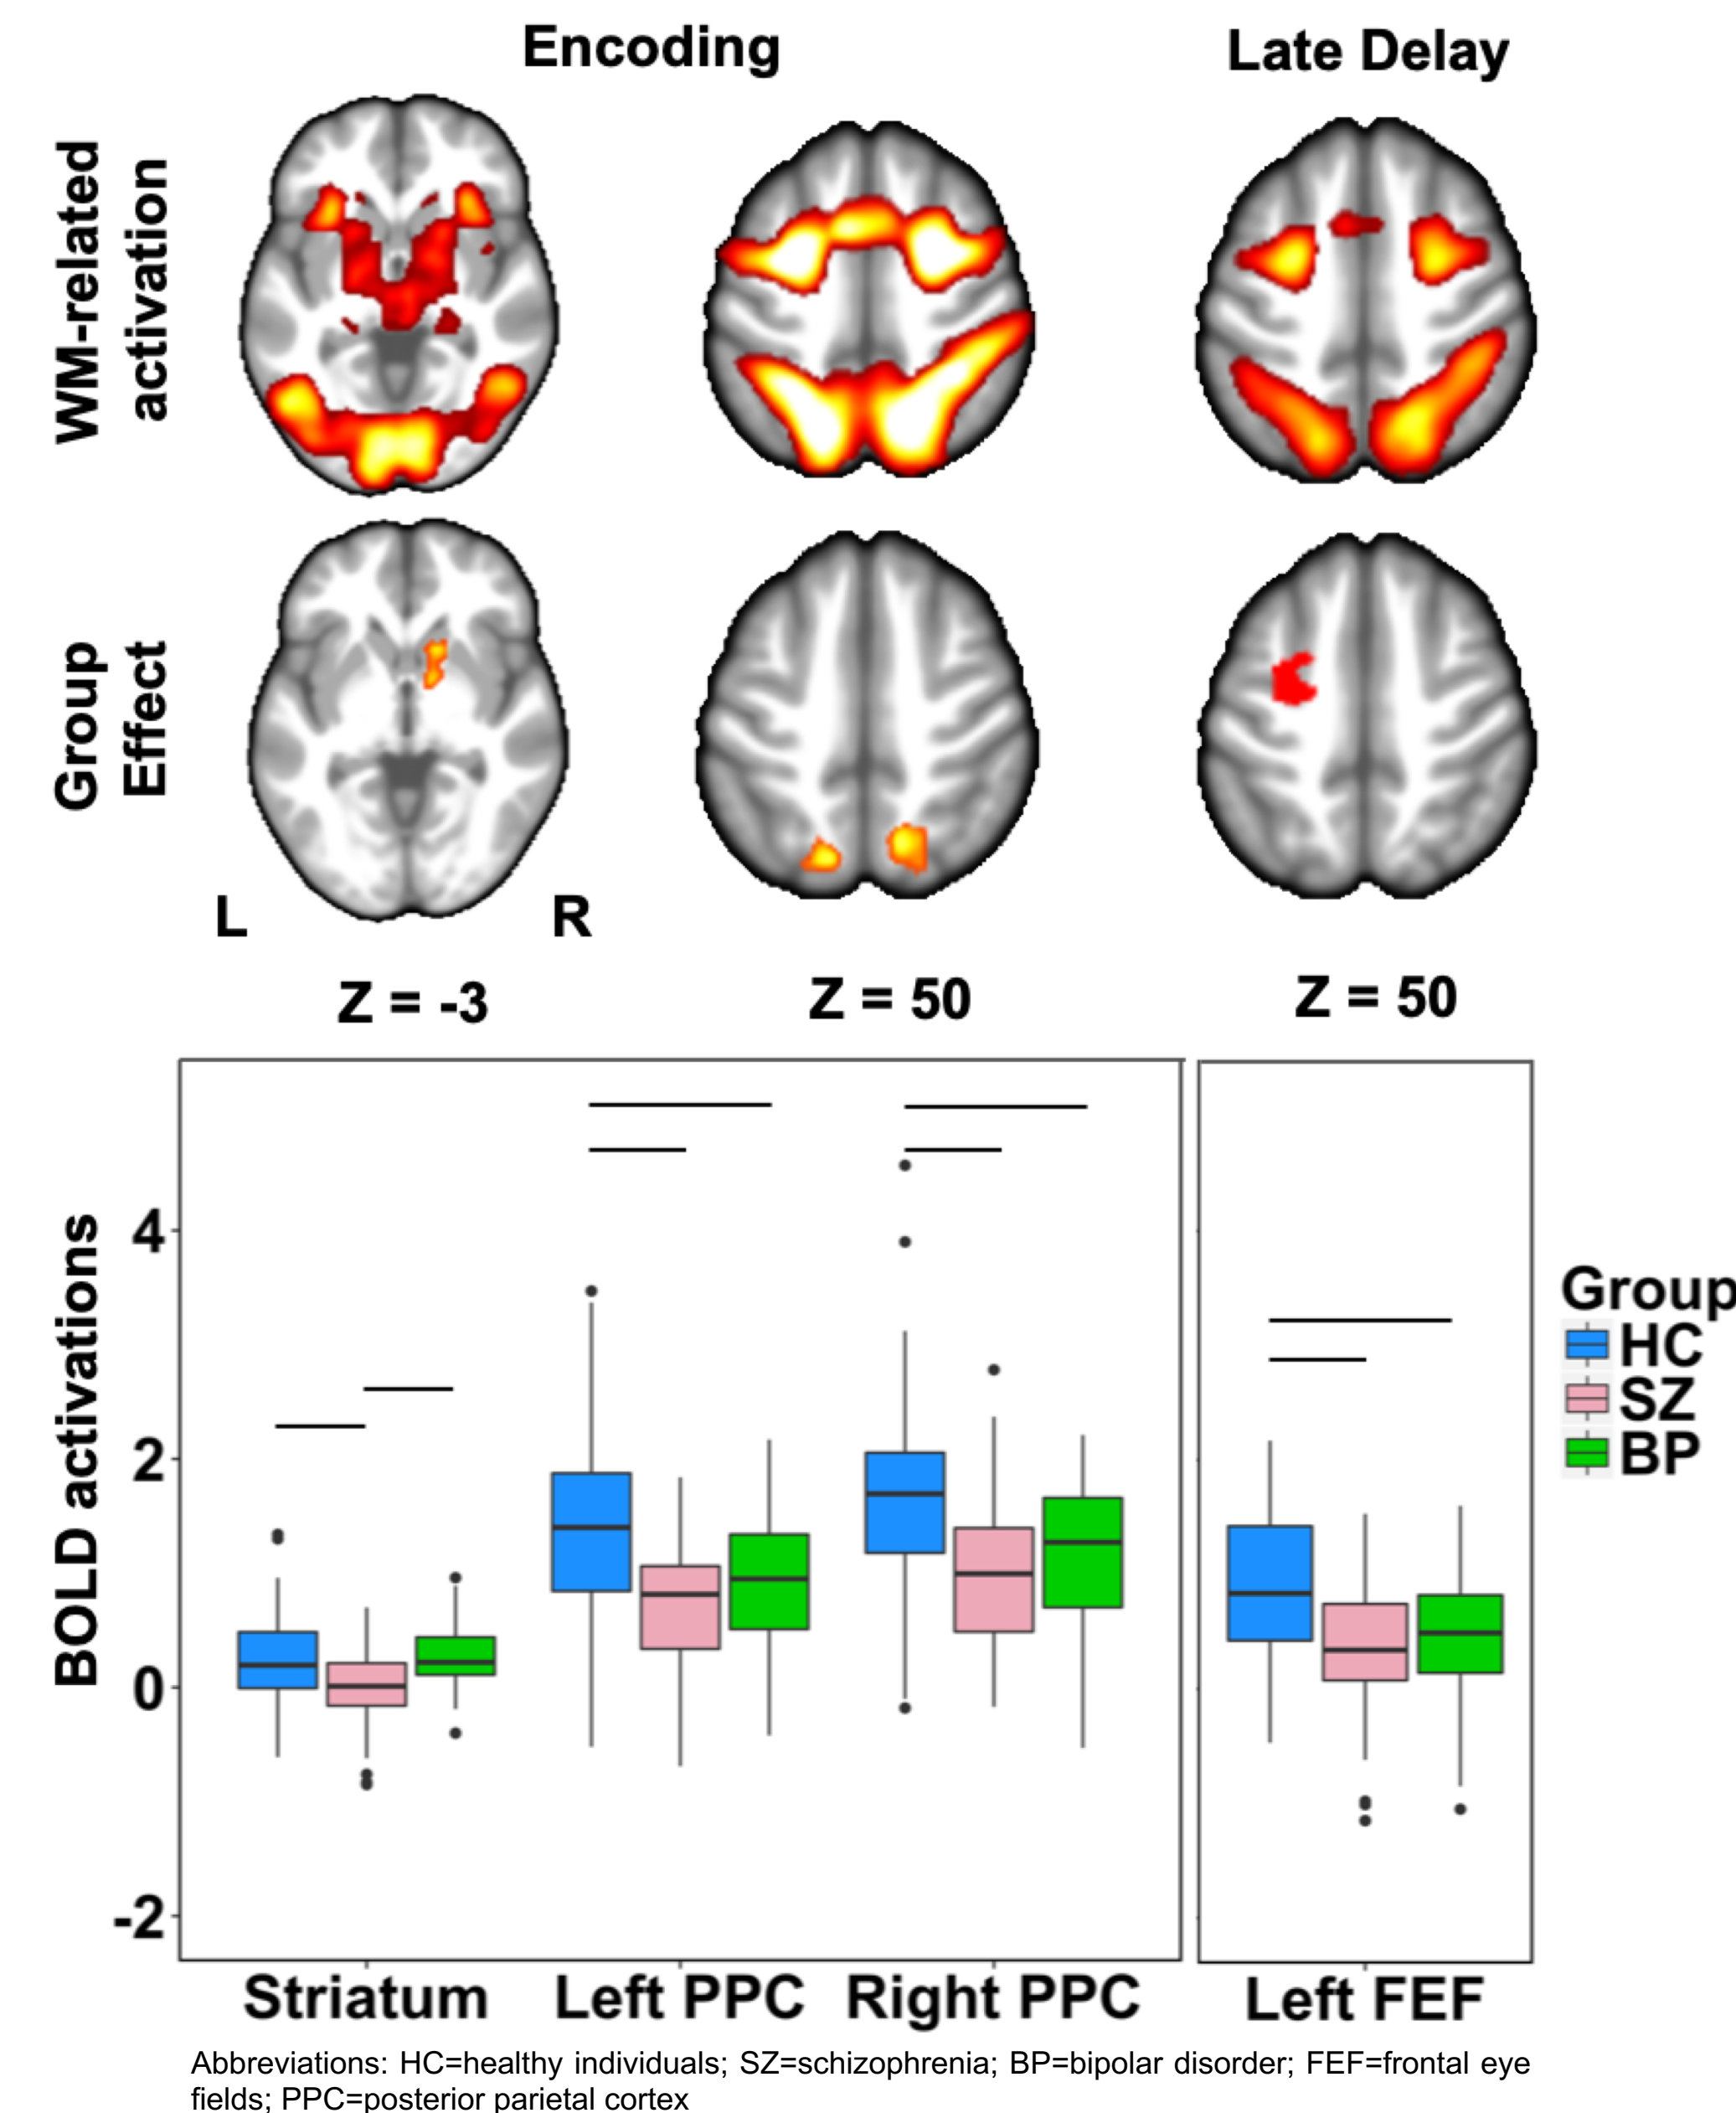 Encoding
Late Delay
WM-related
activation
Group
Effect
L
R
Z = -3
Z = 50
Z = 50
BOLD activations
4
2
0
-2
Group
HC
SZ
BP
Striatum
Left PPC
Right PPC
Left FEF
Abbreviations: HC=healthy individuals; SZ=schizophrenia; BP=bipolar disorder; FEF=frontal eye
fields; PPC=posterior parietal cortex